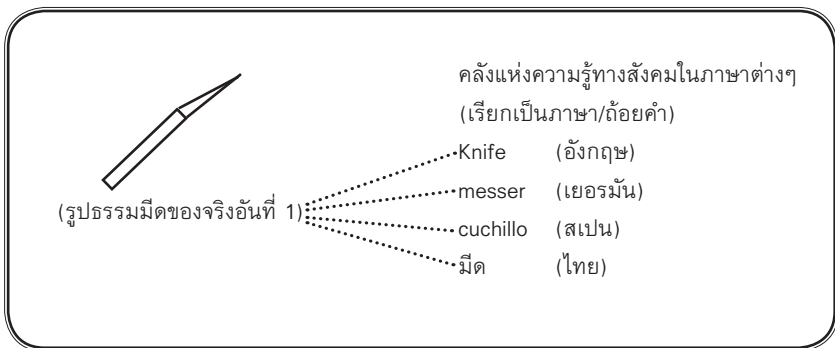 คลังแห่งความรู้ทางสังคมในภาษาต่างๆ
(เรียกเป็นภาษา/ถ้อยคำ)
Knife (อังกฤษ)
messer (เยอรมัน)
(รูปธรรมมีดของจริงอันที่ 1)
cuchillo (สเปน)
มีด (ไทย)